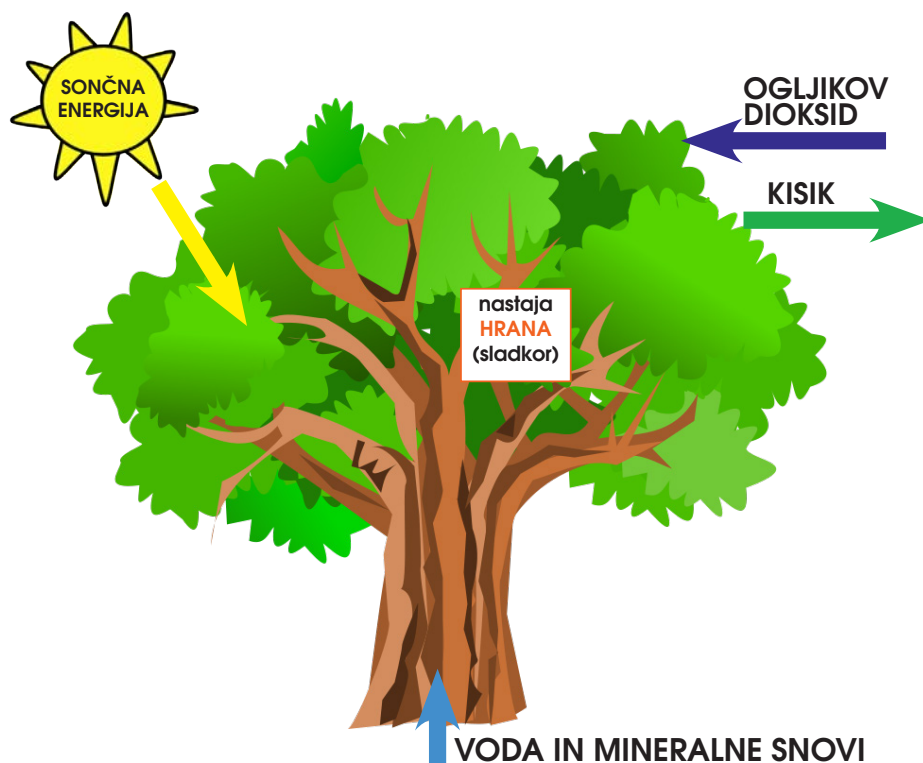 SONČNA
ENERGIJA
OGLJIKOV
DIOKSID
KISIK
nastaja
HRANA
(sladkor)
VODA IN MINERALNE SNOVI